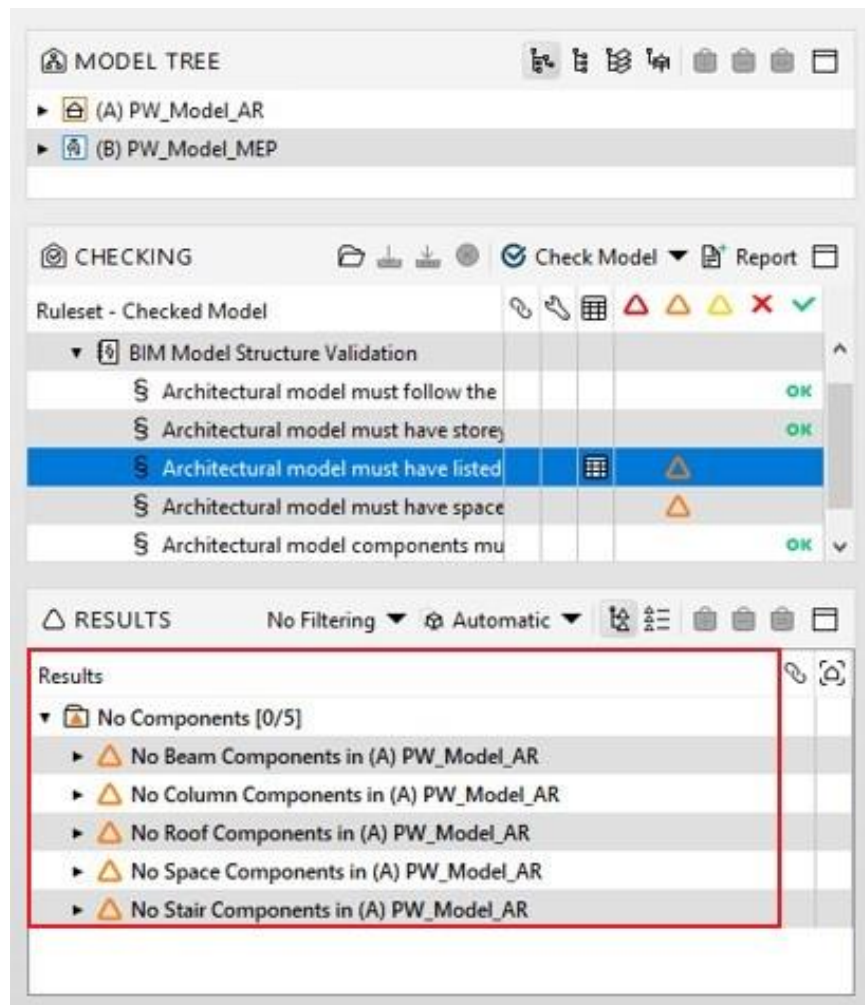 MODEL TREE
(A) PW_Model_AR
(B) PW_Model_MEP
CHECKING Check Model Report
Ruleset - Checked Model
BIM Model Structure Validation
§ Architectural model must follow the OK
§ Architectural model must have storey OK
§ Architectural model must have listed
§ Architectural model must have space
§ Architectural model components mu OK
RESULTS No Filtering Automatic
Results
No Components [0/5]
No Beam Components in (A) PW_Model_AR
No Column Components in (A) PW_Model_AR
No Roof Components in (A) PW_Model_AR
No Space Components in (A) PW_Model_AR
No Stair Components in (A) PW_Model_AR